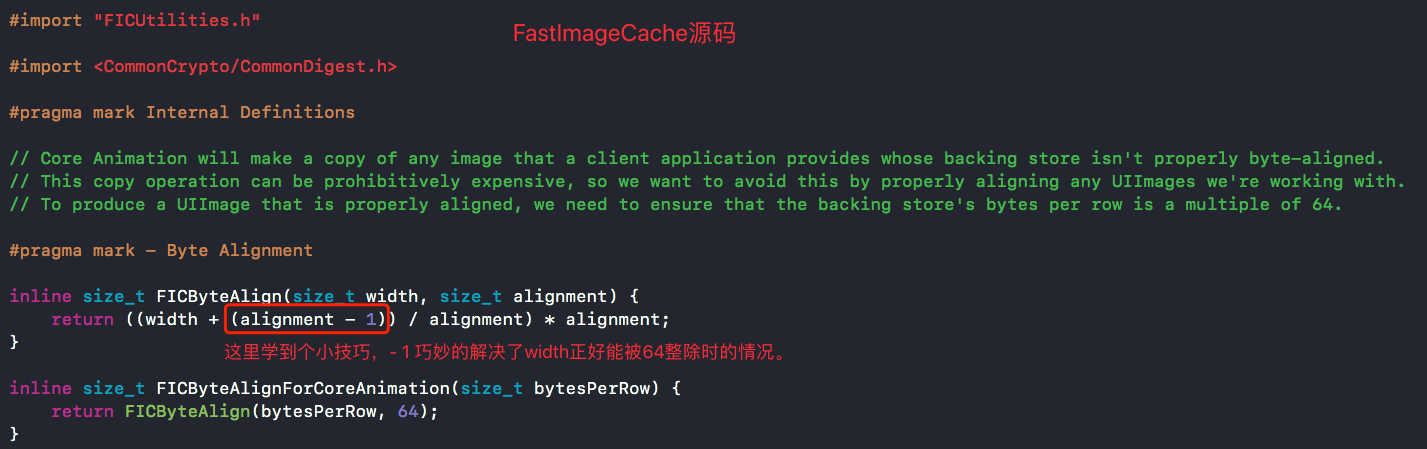 #import "FICUtilities.h"
FastImageCache源码
#import <CommonCrypto/CommonDigest.h>
#pragma mark Internal Definitions
// Core Animation will make a copy of any image that a client application provides whose backing store isn't properly byte-aligned.
// This copy operation can be prohibitively expensive, so we want to avoid this by properly aligning any UIImages we're working with.
// To produce a UIImage that is properly aligned, we need to ensure that the backing store's bytes per row is a multiple of 64.
#pragma mark - Byte Alignment
inline size_t FICByteAlign(size_t width, size_t alignment) {
return ((width + (alignment - 1)) / alignment) * alignment;
}
这里学到个小技巧，- 1 巧妙的解决了width正好能被64整除时的情况。
inline size_t FICByteAlignForCoreAnimation(size_t bytesPerRow) {
return FICByteAlign(bytesPerRow, 64);
}